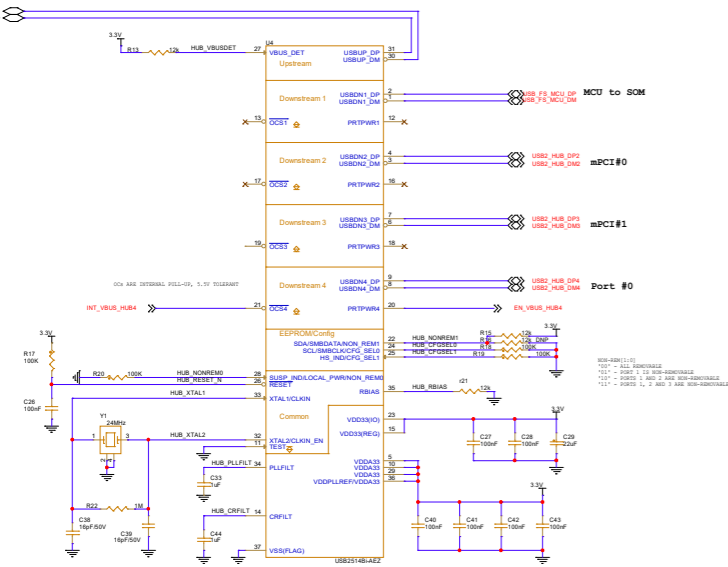 3.3V
R13
12k
HUB_VBUSDET
27
U4
VBUS_DET
Upstream
USBUP_DP
USBUP_DM
31
30
Downstream 1
USBDN1_DP
USBDN1_DM
2
1
USB_FS_MCU_DP
USB_FS_MCU_DM
MCU to SOM
13
OCS1
PRTPWR1
12
Downstream 2
USBDN2_DP
USBDN2_DM
4
3
USB2_HUB_DP2
USB2_HUB_DM2
mPCI#0
17
OCS2
PRTPWR2
16
Downstream 3
USBDN3_DP
USBDN3_DM
7
6
USB2_HUB_DP3
USB2_HUB_DM3
mPCI#1
19
OCS3
PRTPWR3
18
Downstream 4
USBDN4_DP
USBDN4_DM
9
8
USB2_HUB_DP4
USB2_HUB_DM4
Port #0
OCs ARE INTERNAL PULL-UP, 5.5V TOLERANT
INT_VBUS_HUB4
21
OCS4
PRTPWR4
20
EN_VBUS_HUB4
EEPROM/Config
SDA/SMBDATA/NON_REM1
SCL/SMBCLK/CFG_SEL0
HS_IND/CFG_SEL1
22
24
25
HUB_NONREM1
HUB_CFGSEL0
HUB_CFGSEL1
R15
12k
R16
12k_DNP
R18
100K
R19
100K
3.3V
NON-REM[1:0]
"00" - ALL REMOVABLE
"01" - PORT 1 IS NON-REMOVABLE
"10" - PORTS 1 AND 2 ARE NON-REMOVABLE
"11" - PORTS 1, 2 AND 3 ARE NON-REMOVABLE
3.3V
R17
100K
R20
100K
HUB_NONREM0
HUB_RESET_N
HUB_XTAL1
28
26
33
SUSP_IND/LOCAL_PWR/NON_REM0
RESET
XTAL1/CLKIN
Common
RBIAS
35
HUB_RBIAS
r21
12k
C26
100nF
Y1
24MHz
1
3
2
4
HUB_XTAL2
32
11
XTAL2/CLKIN_EN
TEST
VDD33(IO)
VDD33(REG)
23
15
3.3V
C27
100nF
C28
100nF
C29
22uF
HUB_PLLFILT
34
PLLFILT
C33
1uF
VDDA33
VDDA33
VDDA33
VDDPLLREF/VDDA33
5
10
29
36
3.3V
R22
1M
C38
16pF/50V
C39
16pF/50V
HUB_CRFILT
14
CRFILT
C44
1uF
C40
100nF
C41
100nF
C42
100nF
C43
100nF
37
VSS(FLAG)
USB2514Bi-AEZ